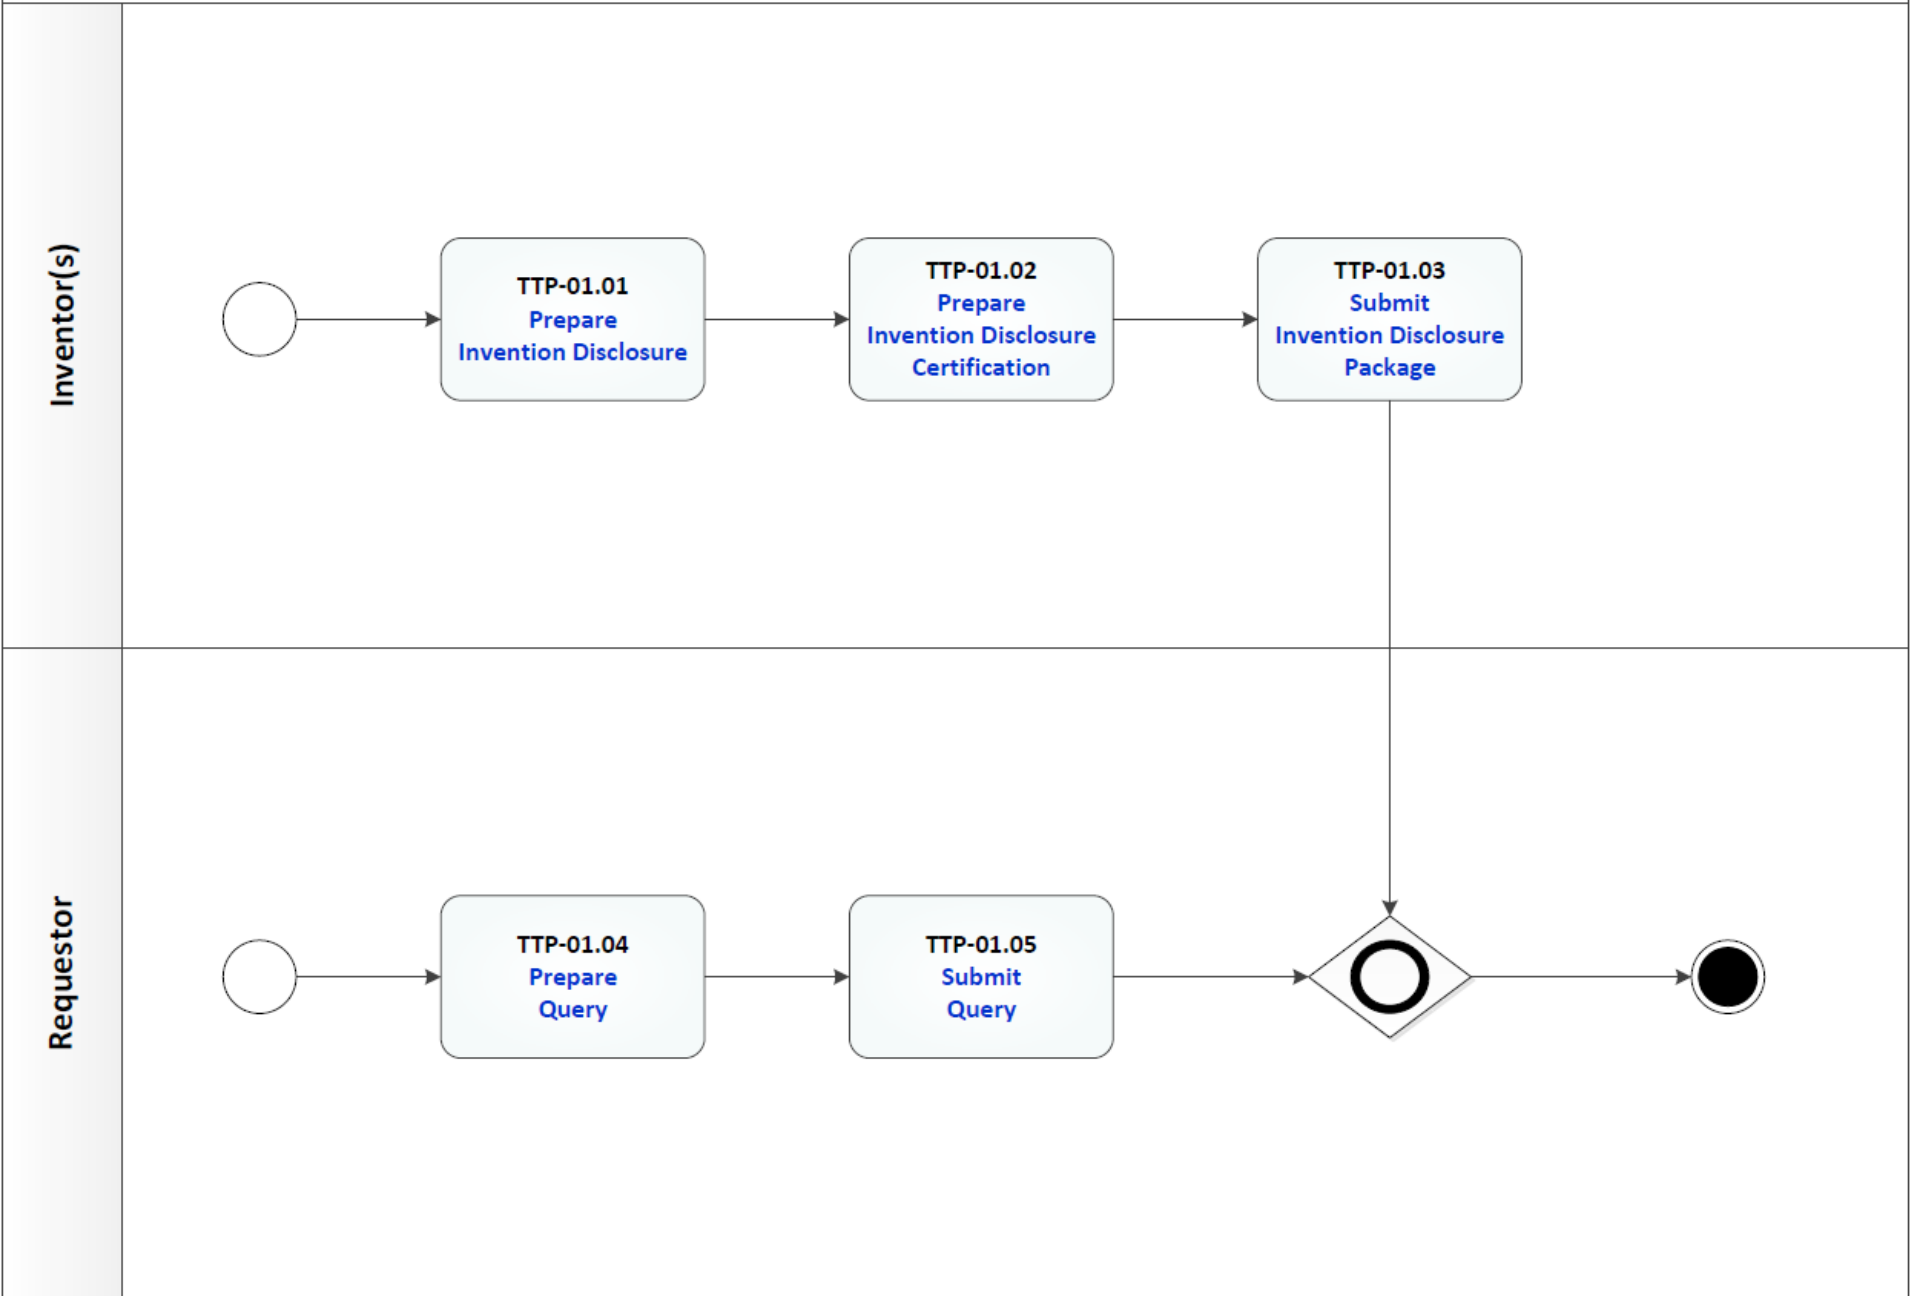 Inventor(s)
TTP-01.01
Prepare
Invention Disclosure
TTP-01.02
Prepare
Invention Disclosure
Certification
TTP-01.03
Submit
Invention Disclosure
Package
Requestor
TTP-01.04
Prepare
Query
TTP-01.05
Submit
Query